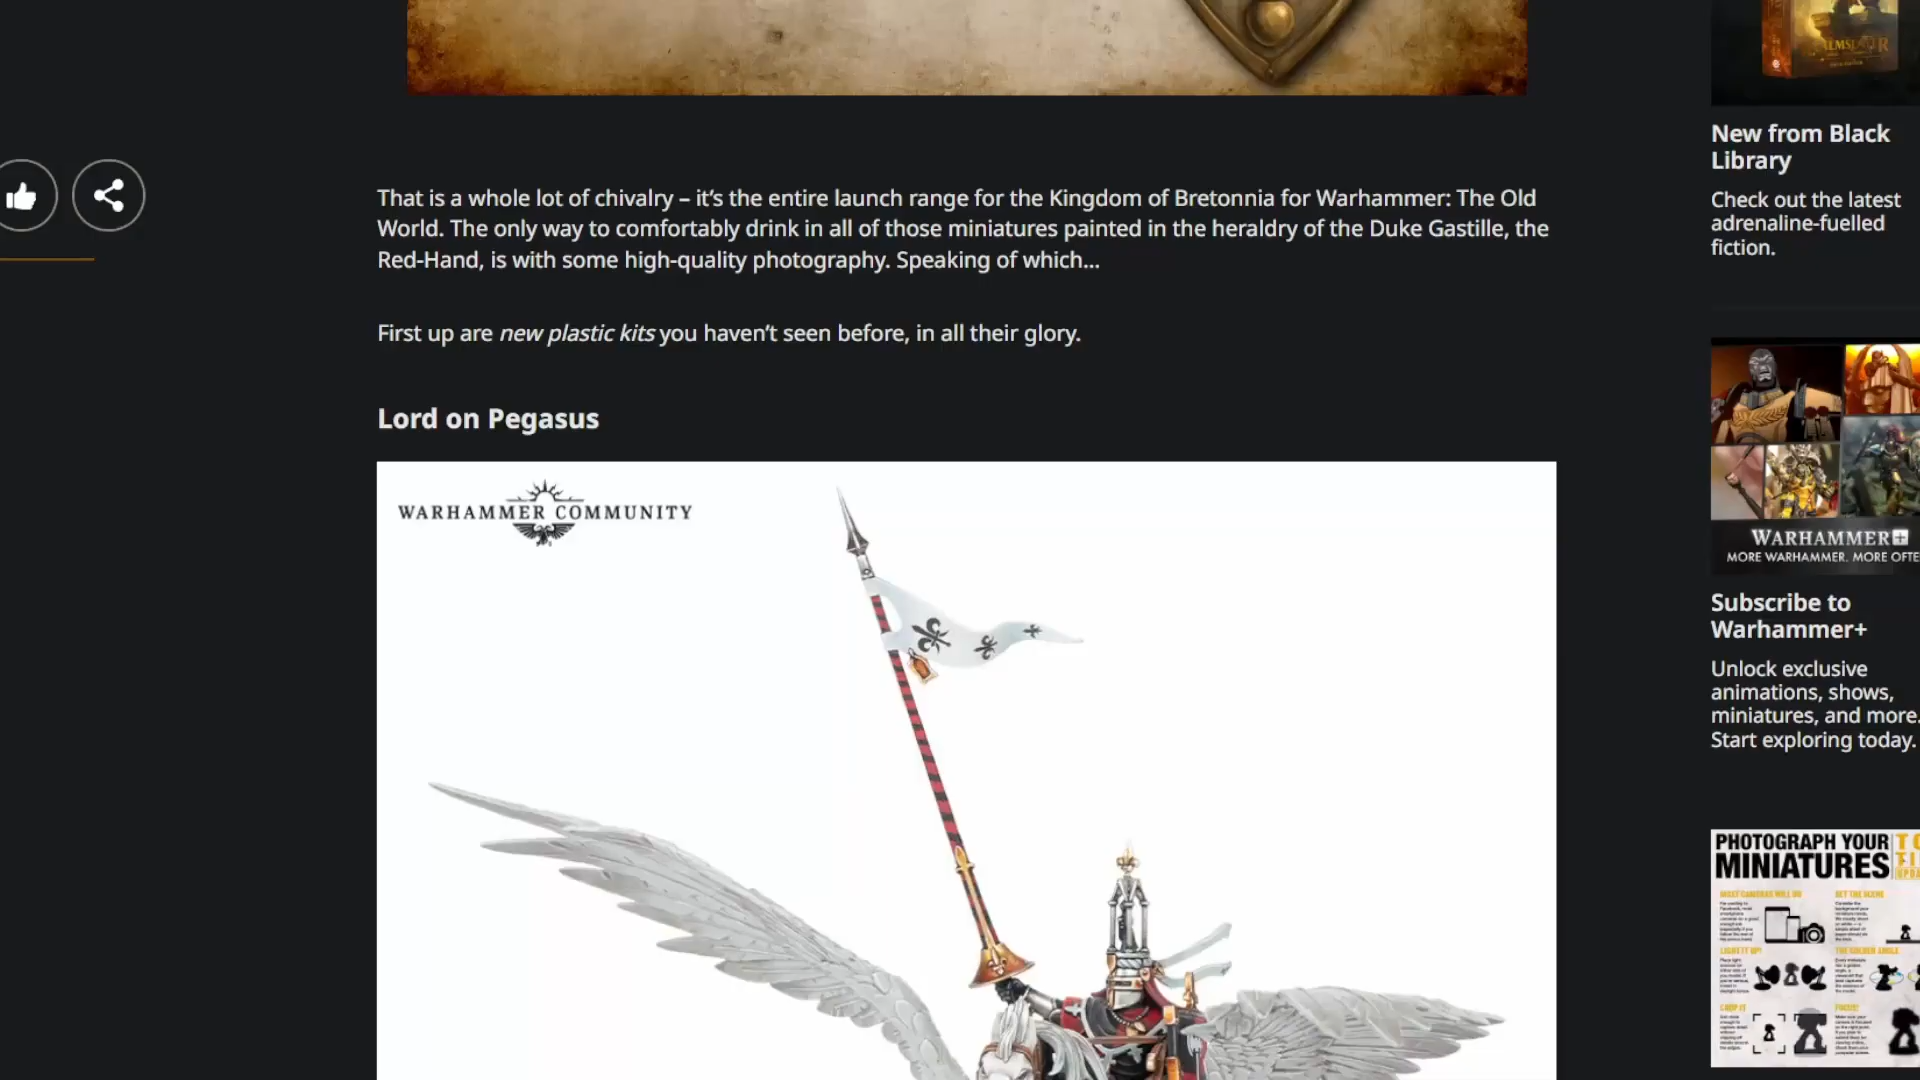 That is a whole lot of chivalry – it’s the entire launch range for the Kingdom of Bretonnia for Warhammer: The Old
World. The only way to comfortably drink in all of those miniatures painted in the heraldry of the Duke Gastille, the
Red-Hand, is with some high-quality photography. Speaking of which...
First up are new plastic kits you haven’t seen before, in all their glory.
Lord on Pegasus
WARHAMMER COMMUNITY
New from Black
Library
Check out the latest
adrenaline-fuelled
fiction.
WARHAMMER+
MORE WARHAMMER. MORE OFTE
Subscribe to
Warhammer+
Unlock exclusive
animations, shows,
miniatures, and more.
Start exploring today.
PHOTOGRAPH YOUR
MINIATURES